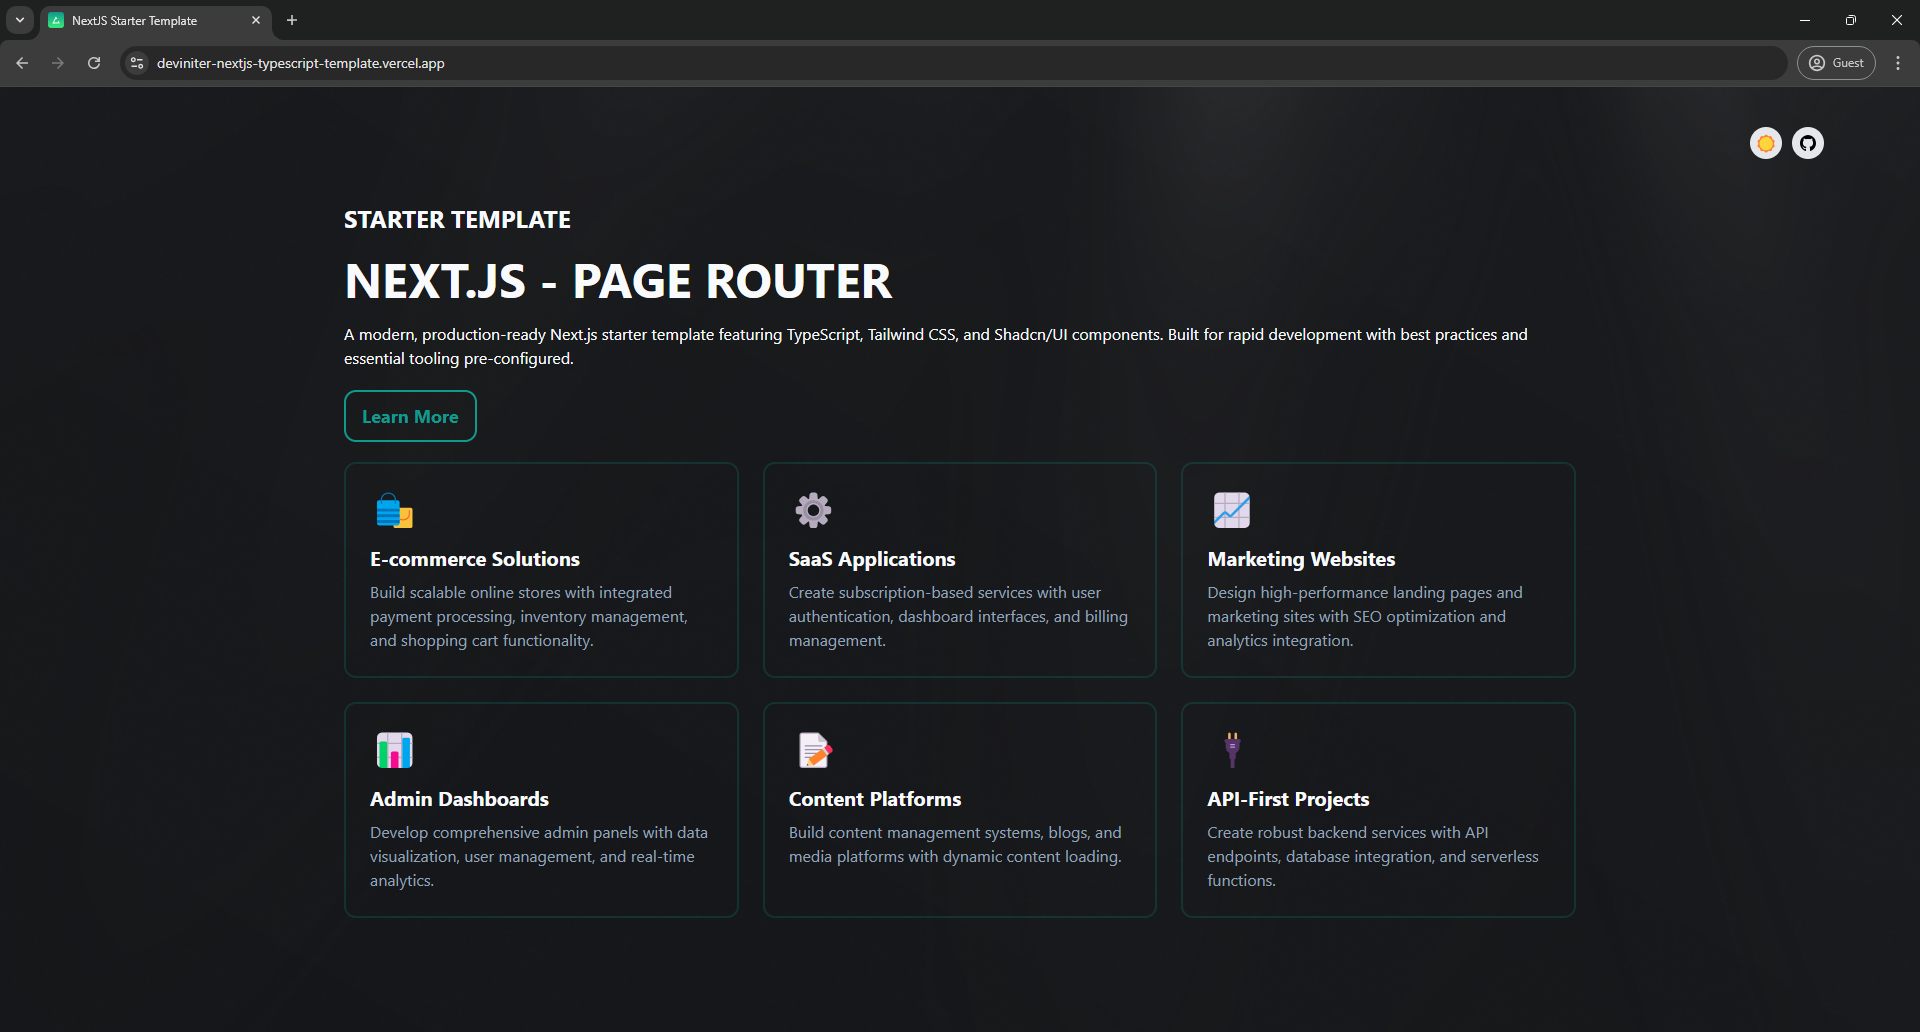 NextJS Starter Template
deviniter-nextjs-typescript-template.vercel.app
Guest
STARTER TEMPLATE
NEXT.JS - PAGE ROUTER
A modern, production-ready Next.js starter template featuring TypeScript, Tailwind CSS, and Shadcn/UI components. Built for rapid development with best practices and
essential tooling pre-configured.
Learn More
E-commerce Solutions
Build scalable online stores with integrated
payment processing, inventory management,
and shopping cart functionality.
SaaS Applications
Create subscription-based services with user
authentication, dashboard interfaces, and billing
management.
Marketing Websites
Design high-performance landing pages and
marketing sites with SEO optimization and
analytics integration.
Admin Dashboards
Develop comprehensive admin panels with data
visualization, user management, and real-time
analytics.
Content Platforms
Build content management systems, blogs, and
media platforms with dynamic content loading.
API-First Projects
Create robust backend services with API
endpoints, database integration, and serverless
functions.